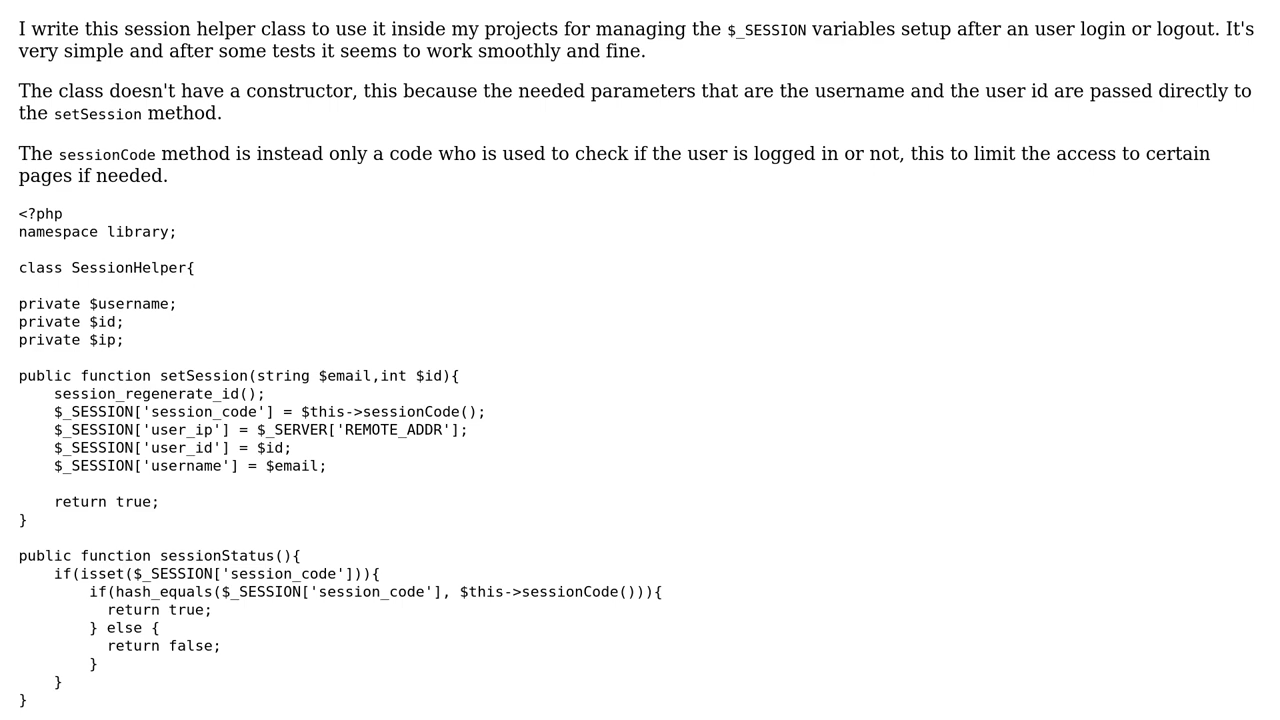 I write this session helper class to use it inside my projects for managing the $_SESSION variables setup after an user login or logout. It's
very simple and after some tests it seems to work smoothly and fine.
The class doesn't have a constructor, this because the needed parameters that are the username and the user id are passed directly to
the setSession method.
The sessionCode method is instead only a code who is used to check if the user is logged in or not, this to limit the access to certain
pages if needed.
<?php
namespace library;
class SessionHelper{
private $username;
private $id;
private $ip;
public function setSession(string $email,int $id){
    session_regenerate_id();
    $_SESSION['session_code'] = $this->sessionCode();
    $_SESSION['user_ip'] = $_SERVER['REMOTE_ADDR'];
    $_SESSION['user_id'] = $id;
    $_SESSION['username'] = $email;
    return true;
}
public function sessionStatus(){
    if(isset($_SESSION['session_code'])){
        if(hash_equals($_SESSION['session_code'], $this->sessionCode())){
          return true;
        } else {
          return false;
        }
    }
}